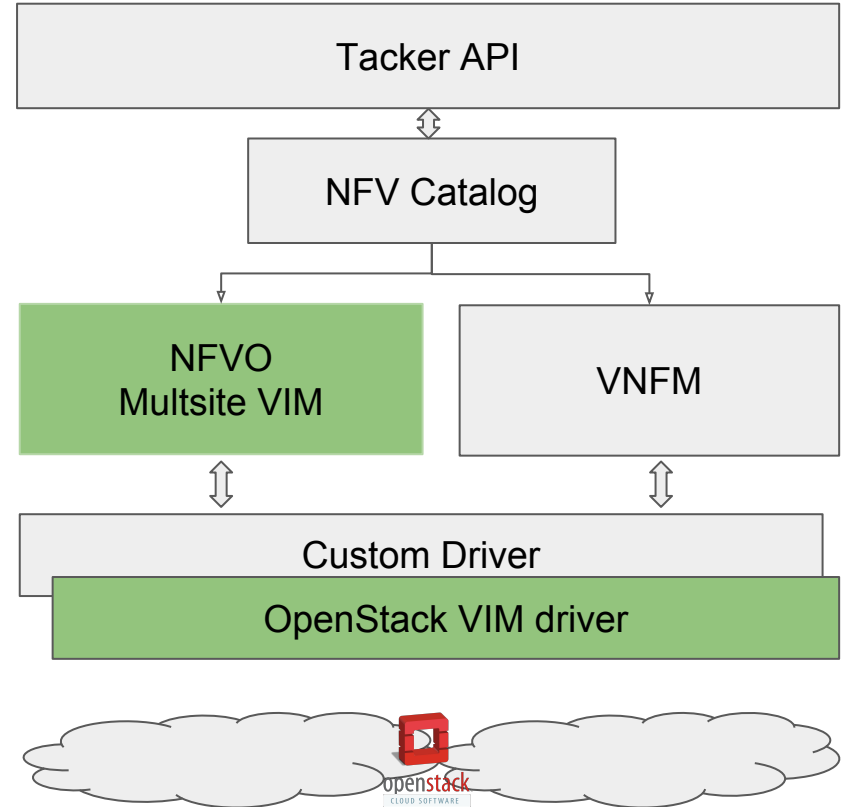 Tacker API
NFV Catalog
NFVO
Multsite VIM
VNFM
Custom Driver
OpenStack VIM driver
openstack
CLOUD SOFTWARE